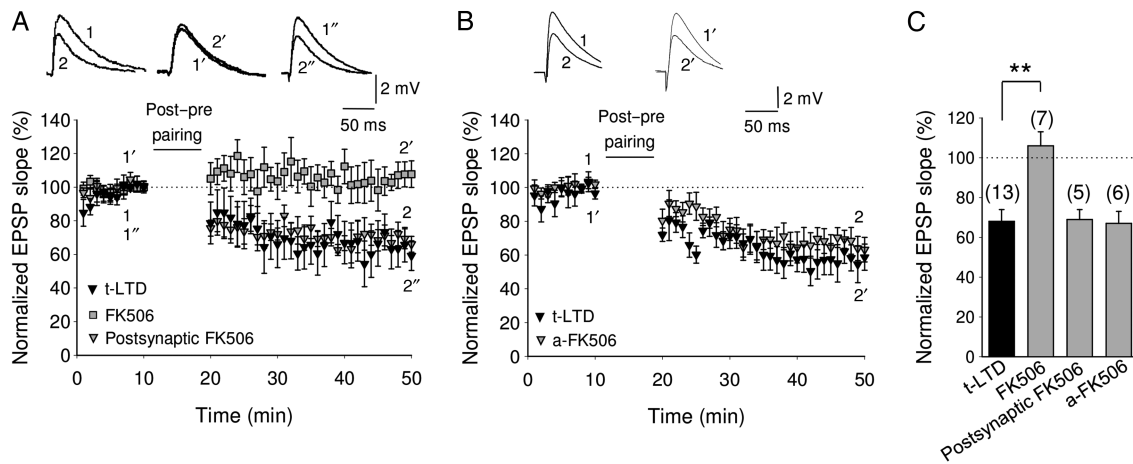 A
1
2
2′
1′
1″
2″
2 mV
50 ms
Post–pre
pairing
Normalized EPSP slope (%)
140
120
100
80
60
40
20
0
1′
1
1″
2′
2
2″
t-LTD
FK506
Postsynaptic FK506
0 10 20 30 40 50
Time (min)
B
1
2
1′
2′
2 mV
50 ms
Post–pre
pairing
Normalized EPSP slope (%)
140
120
100
80
60
40
20
0
1
1′
2
2′
t-LTD
a-FK506
0 10 20 30 40 50
Time (min)
C
**
Normalized EPSP slope (%)
120
100
80
60
40
20
0
(13)
(7)
(5)
(6)
t-LTD
FK506
Postsynaptic FK506
a-FK506